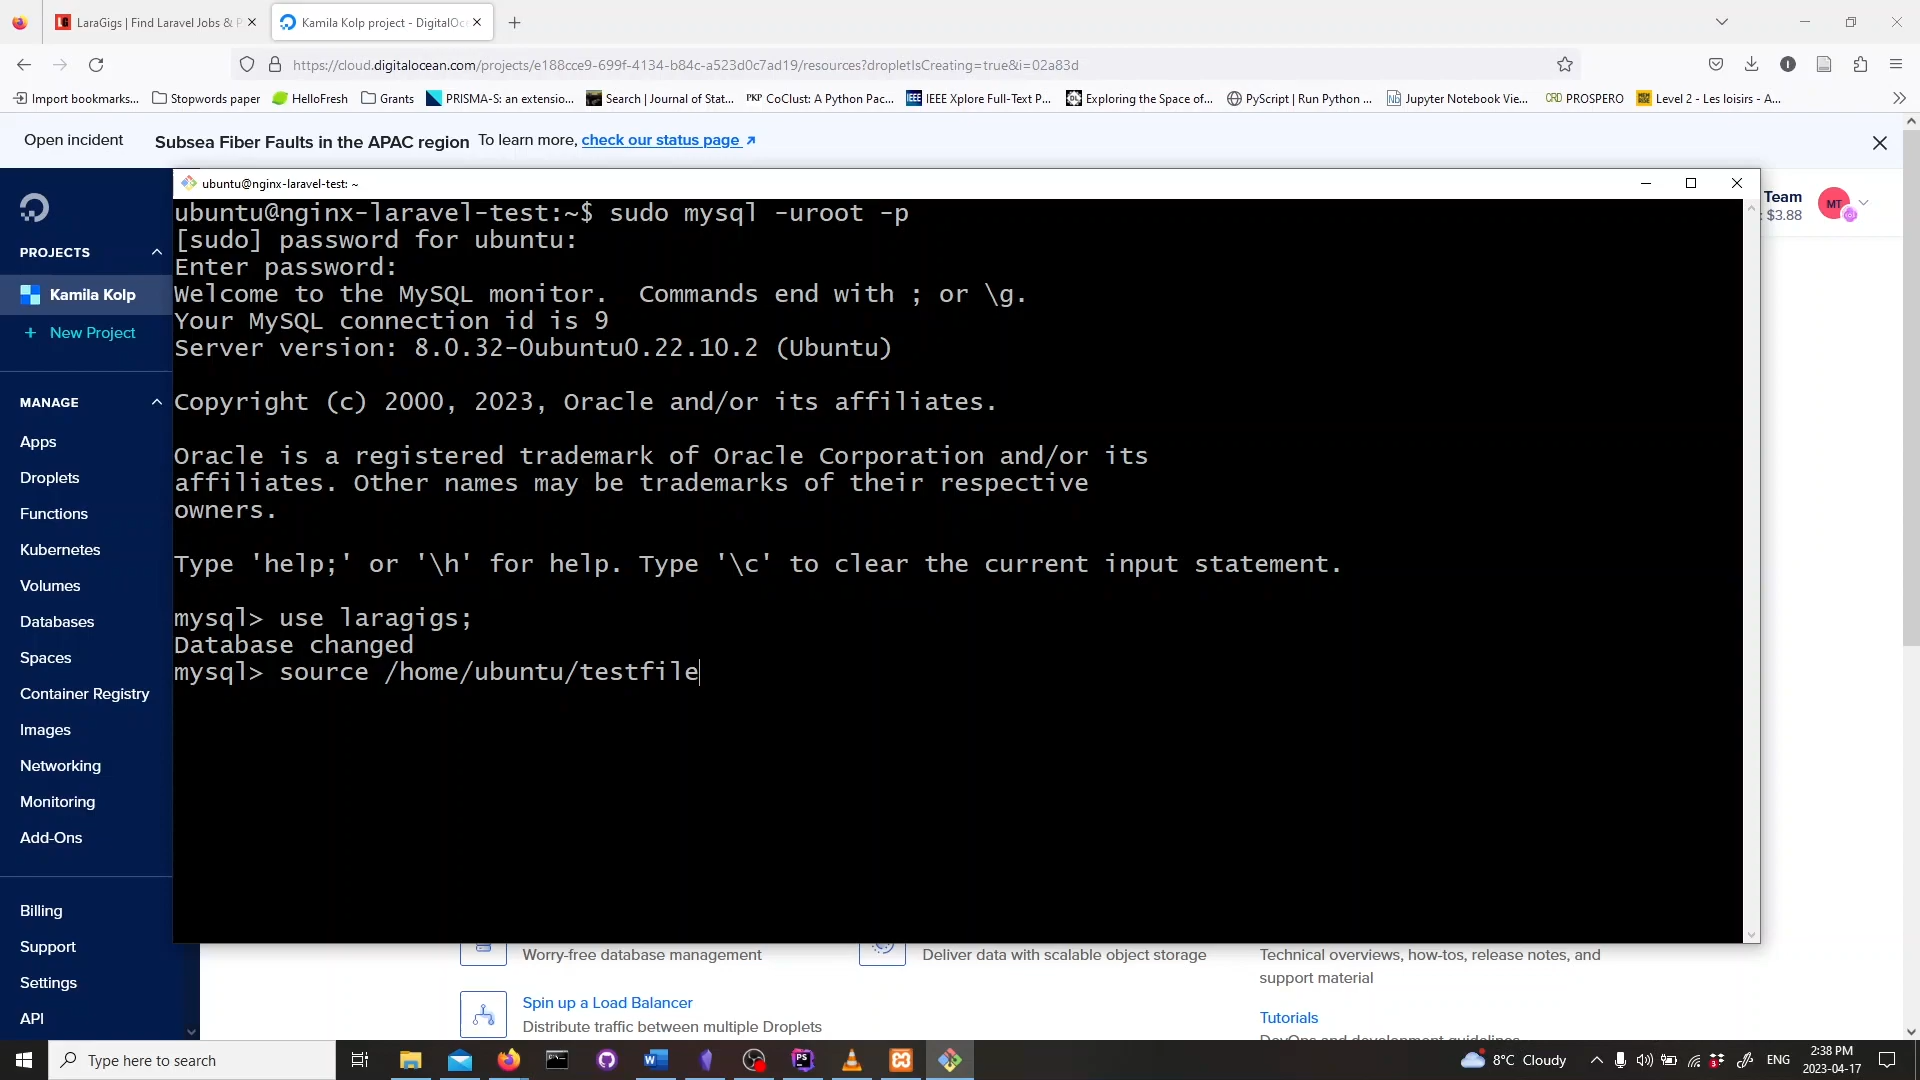 LaraGigs | Find Laravel Jobs & P
Kamila Kolp project - DigitalOc
https://cloud.digitalocean.com/projects/e188cce9-699f-4134-b84c-a523d0c7ad19/resources?dropletIsCreating=true&i=02a83d
Import bookmarks... Stopwords paper HelloFresh Grants PRISMA-S: an extensio... Search | Journal of Stat... PKP CoClust: A Python Pac... IEEE IEEE Xplore Full-Text P... Exploring the Space of... PyScript | Run Python ... Jupyter Notebook Vie... CRD PROSPERO Level 2 - Les loisirs - A...
Open incident Subsea Fiber Faults in the APAC region To learn more, check our status page
ubuntu@nginx-laravel-test: ~
Team
: $3.88
MT
PROJECTS
Kamila Kolp
+ New Project
MANAGE
Apps
Droplets
Functions
Kubernetes
Volumes
Databases
Spaces
Container Registry
Images
Networking
Monitoring
Add-Ons
Billing
Support
Settings
API
ubuntu@nginx-laravel-test:~$ sudo mysql -uroot -p
[sudo] password for ubuntu:
Enter password:
Welcome to the MySQL monitor.  Commands end with ; or \g.
Your MySQL connection id is 9
Server version: 8.0.32-0ubuntu0.22.10.2 (Ubuntu)
Copyright (c) 2000, 2023, Oracle and/or its affiliates.
Oracle is a registered trademark of Oracle Corporation and/or its
affiliates. Other names may be trademarks of their respective
owners.
Type 'help;' or '\h' for help. Type '\c' to clear the current input statement.
mysql> use laragigs;
Database changed
mysql> source /home/ubuntu/testfile
Worry-free database management
Deliver data with scalable object storage
Technical overviews, how-tos, release notes, and
support material
Spin up a Load Balancer
Distribute traffic between multiple Droplets
Tutorials
DevOps and development guidelines
Type here to search
8°C Cloudy
ENG
2:38 PM
2023-04-17